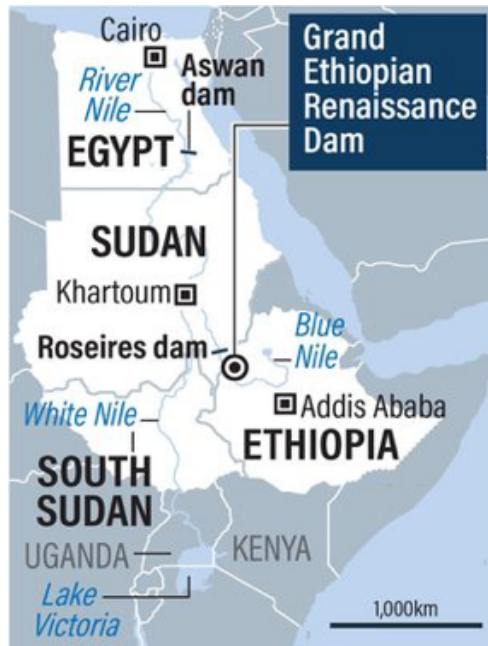 Cairo
River
Nile
Aswan
dam
EGYPT
Grand
Ethiopian
Renaissance
Dam
SUDAN
Khartoum
Roseires dam
Blue
Nile
White Nile
Addis Ababa
ETHIOPIA
SOUTH
SUDAN
UGANDA
KENYA
Lake
Victoria
1,000km